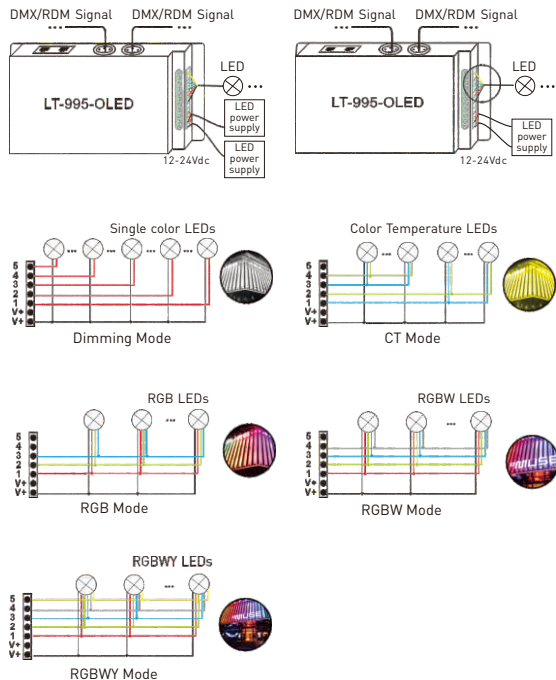 DMX/RDM Signal DMX/RDM Signal
LED
LT-995-OLED
LED
power
supply
LED
power
supply
12-24Vdc
DMX/RDM Signal DMX/RDM Signal
LED
LT-995-OLED
LED
power
supply
12-24Vdc
Single color LEDs
5
4
3
2
1
V+
V+
Dimming Mode
Color Temperature LEDs
5
4
3
2
1
V+
V+
CT Mode
RGB LEDs
5
4
3
2
1
V+
V+
RGB Mode
RGBW LEDs
5
4
3
2
1
V+
V+
MUSE
RGBW Mode
RGBWY LEDs
5
4
3
2
1
V+
V+
MUSE
RGBWY Mode